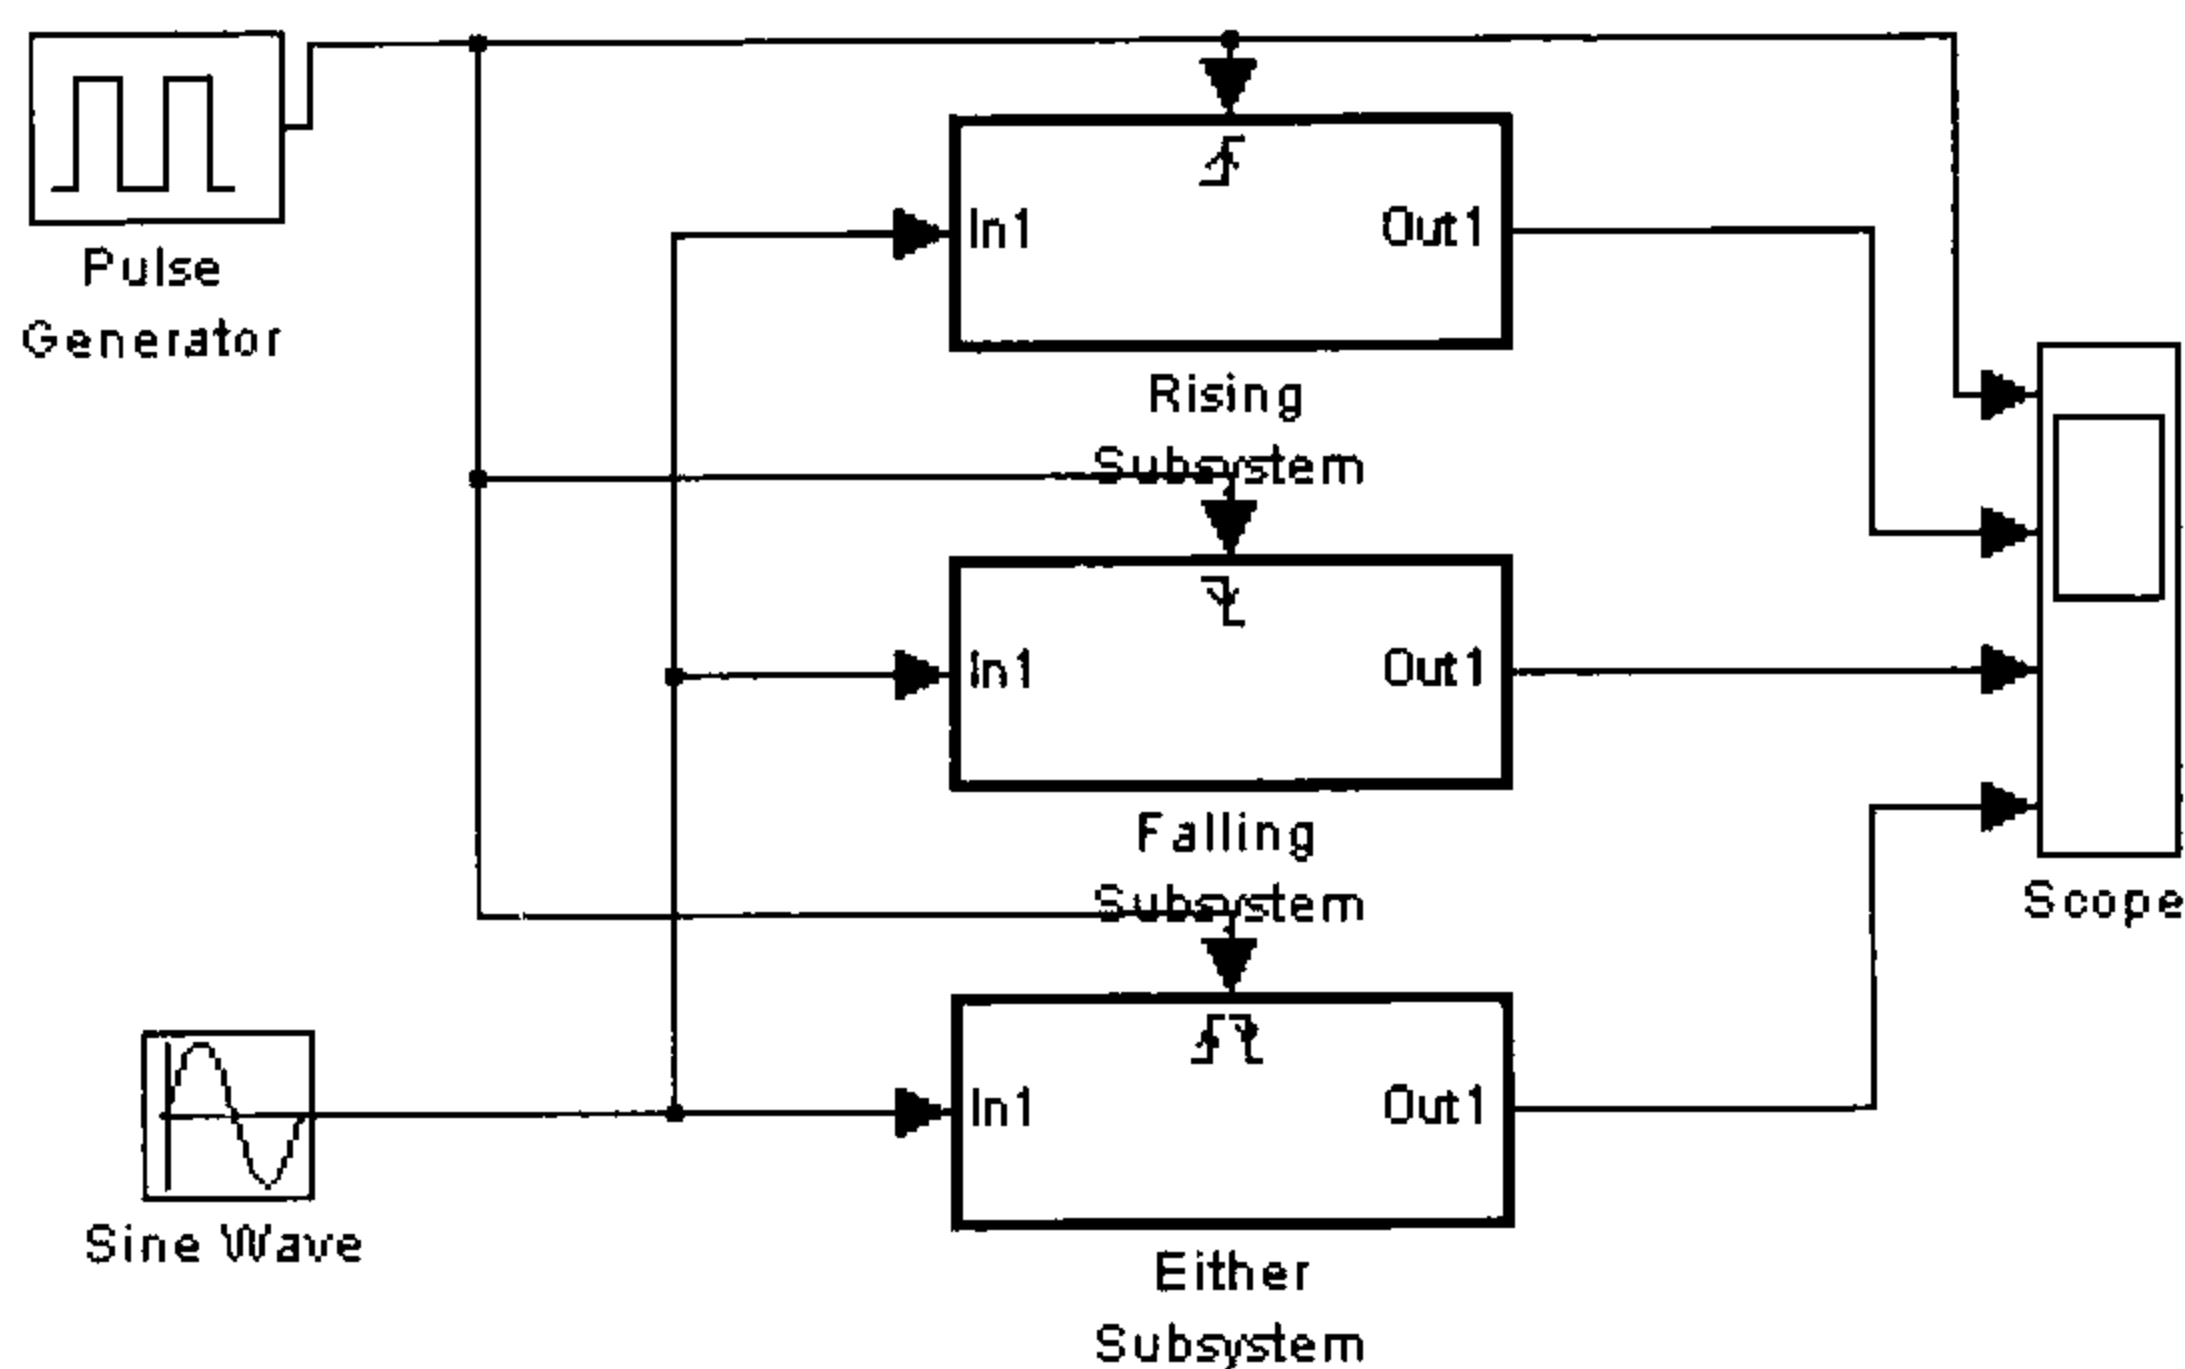 Pulse
Generator
In1
Out1
Rising
Subsystem
In1
Out1
Falling
Subsystem
Scope
In1
Out1
Sine Wave
Either
Subsystem